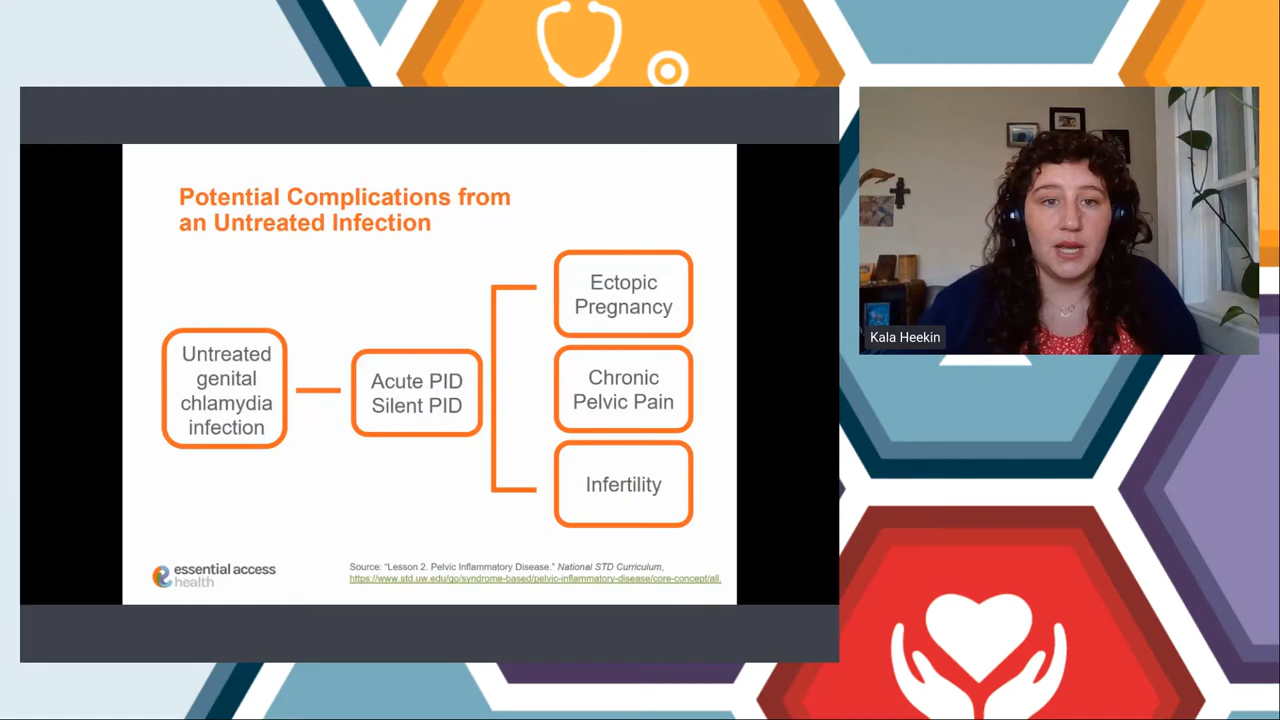 Potential Complications from
an Untreated Infection
Untreated
genital
chlamydia
infection
Acute PID
Silent PID
Ectopic
Pregnancy
Chronic
Pelvic Pain
Infertility
essential access
health
Source: “Lesson 2. Pelvic Inflammatory Disease.” National STD Curriculum,
https://www.std.uw.edu/go/syndrome-based/pelvic-inflammatory-disease/core-concept/all.
Kala Heekin